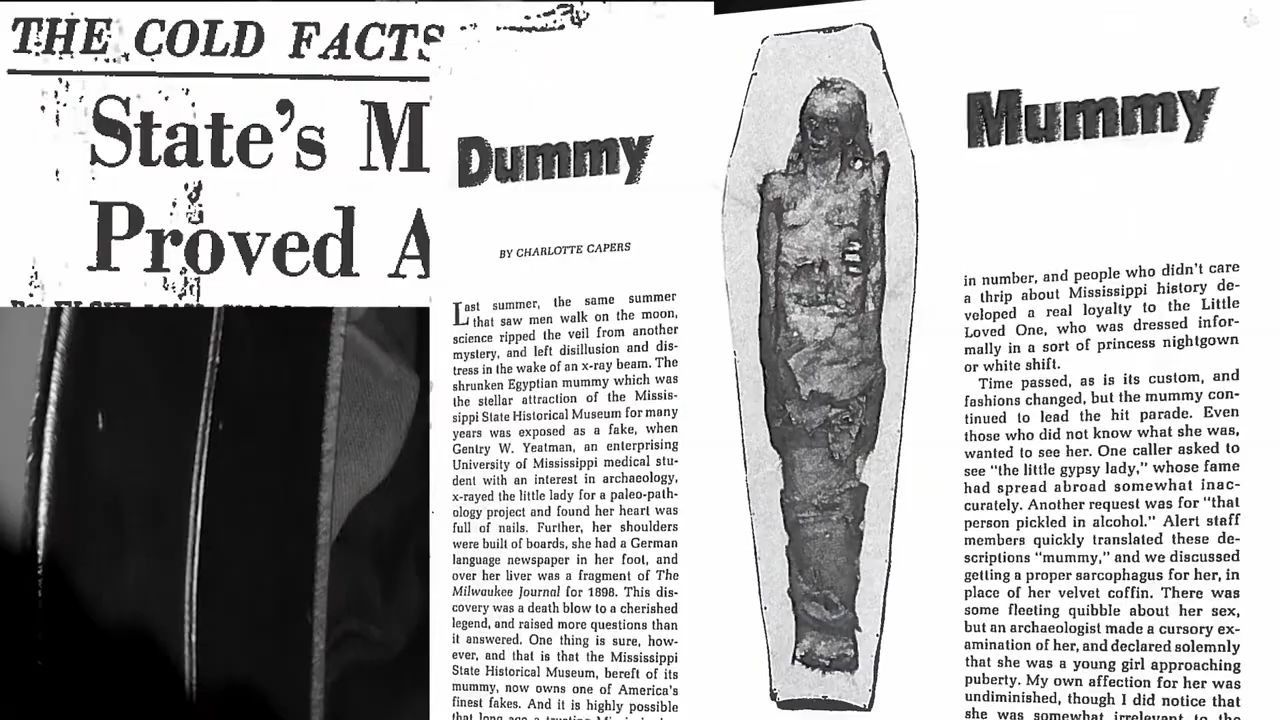 THE COLD FACTS
State's M
Proved A
Dummy
BY CHARLOTTE CAPERS
Last summer, the same summer
that saw men walk on the moon,
science ripped the veil from another
mystery, and left disillusion and dis-
tress in the wake of an x-ray beam. The
shrunken Egyptian mummy which was
the stellar attraction of the Missis-
sippi State Historical Museum for many
years was exposed as a fake, when
Gentry W. Yeatman, an enterprising
University of Mississippi medical stu-
dent with an interest in archaeology,
x-rayed the little lady for a paleo-path-
ology project and found her heart was
full of nails. Further, her shoulders
were built of boards, she had a German
language newspaper in her foot, and
over her liver was a fragment of The
Milwaukee Journal for 1898. This dis-
covery was a death blow to a cherished
legend, and raised more questions than
it answered. One thing is sure, how-
ever, and that is that the Mississippi
State Historical Museum, bereft of its
mummy, now owns one of America's
finest fakes. And it is highly possible
that long ago a trusting
Mummy
in number, and people who didn't care
a thrip about Mississippi history de-
veloped a real loyalty to the Little
Loved One, who was dressed infor-
mally in a sort of princess nightgown
or white shift.
Time passed, as is its custom, and
fashions changed, but the mummy con-
tinued to lead the hit parade. Even
those who did not know what she was,
wanted to see her. One caller asked to
see "the little gypsy lady," whose fame
had spread abroad somewhat inac-
curately. Another request was for "that
person pickled in alcohol." Alert staff
members quickly translated these de-
scriptions "mummy," and we discussed
getting a proper sarcophagus for her, in
place of her velvet coffin. There was
some fleeting quibble about her sex,
but an archaeologist made a cursory ex-
amination of her, and declared solemnly
that she was a young girl approaching
puberty. My own affection for her was
undiminished, though I did notice that
she was somewhat irrelevant to the